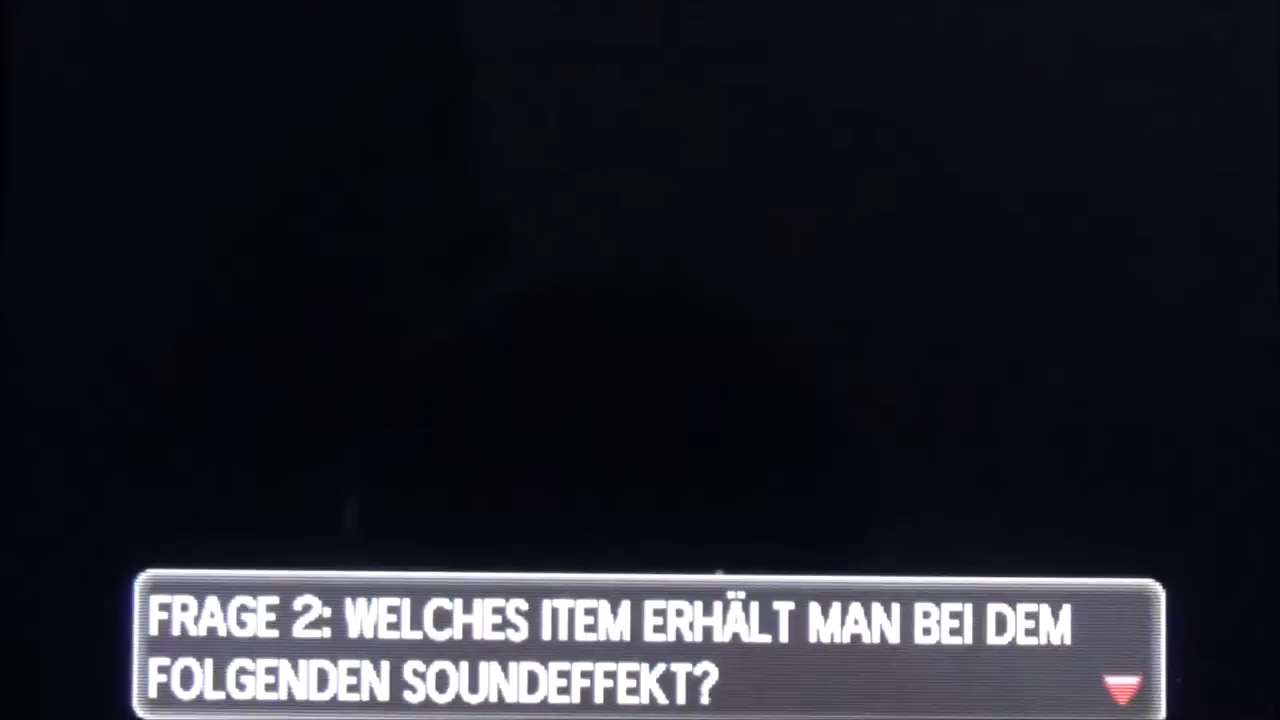 FRAGE 2: WELCHES ITEM ERHÄLT MAN BEI DEM
FOLGENDEN SOUNDEFFEKT?